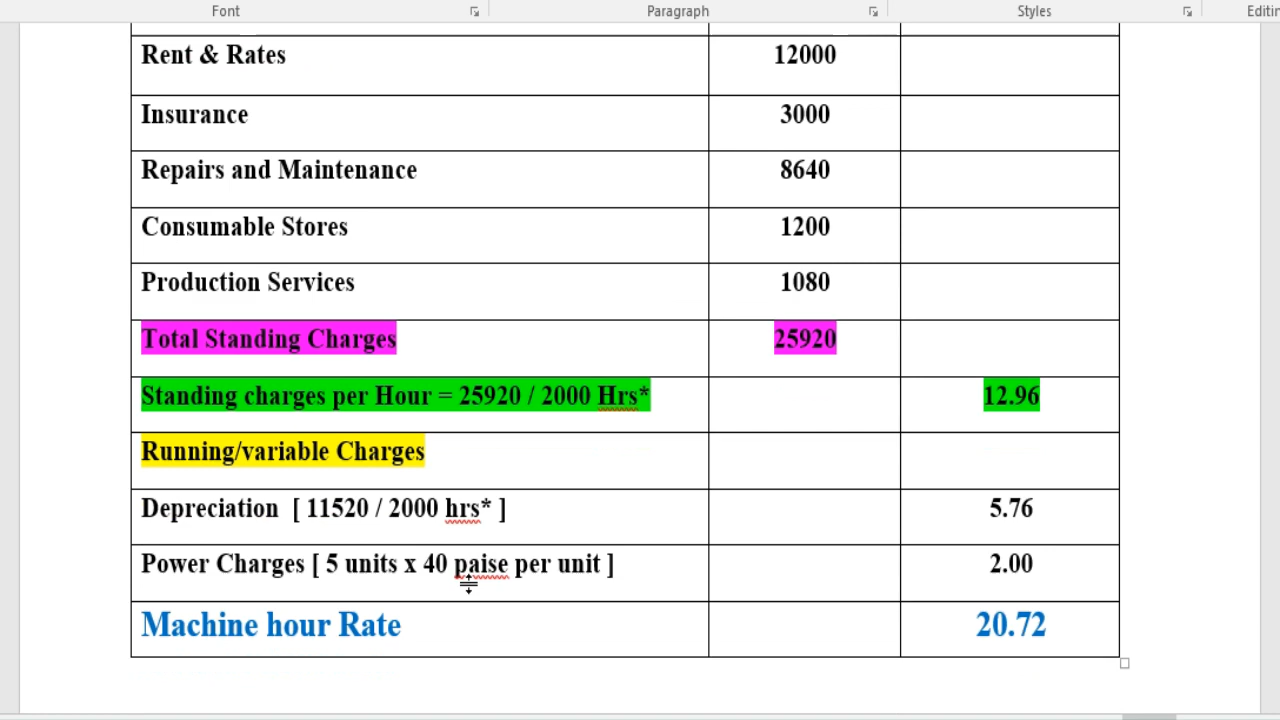 Font Paragraph Styles
Rent & Rates 12000
Insurance 3000
Repairs and Maintenance 8640
Consumable Stores 1200
Production Services 1080
Total Standing Charges 25920
Standing charges per Hour = 25920 / 2000 Hrs* 12.96
Running/variable Charges
Depreciation [ 11520 / 2000 hrs* ] 5.76
Power Charges [ 5 units x 40 paise per unit ] 2.00
Machine hour Rate 20.72